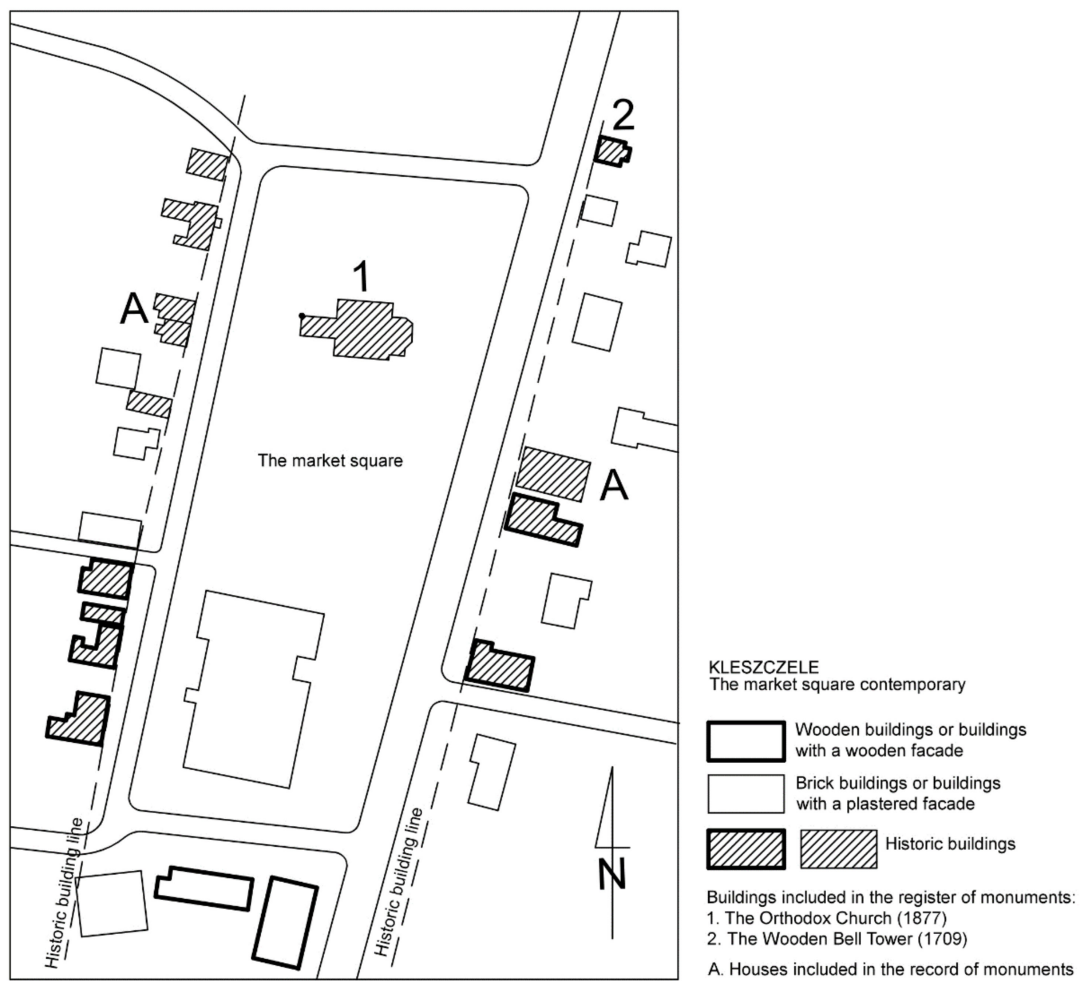 2
1
A
The market square
A
KLESZCZELE
The market square contemporary
Wooden buildings or buildings
with a wooden facade
Brick buildings or buildings
with a plastered facade
Historic buildings
N
Historic building line
Historic building line
Buildings included in the register of monuments:
1. The Orthodox Church (1877)
2. The Wooden Bell Tower (1709)
A. Houses included in the record of monuments